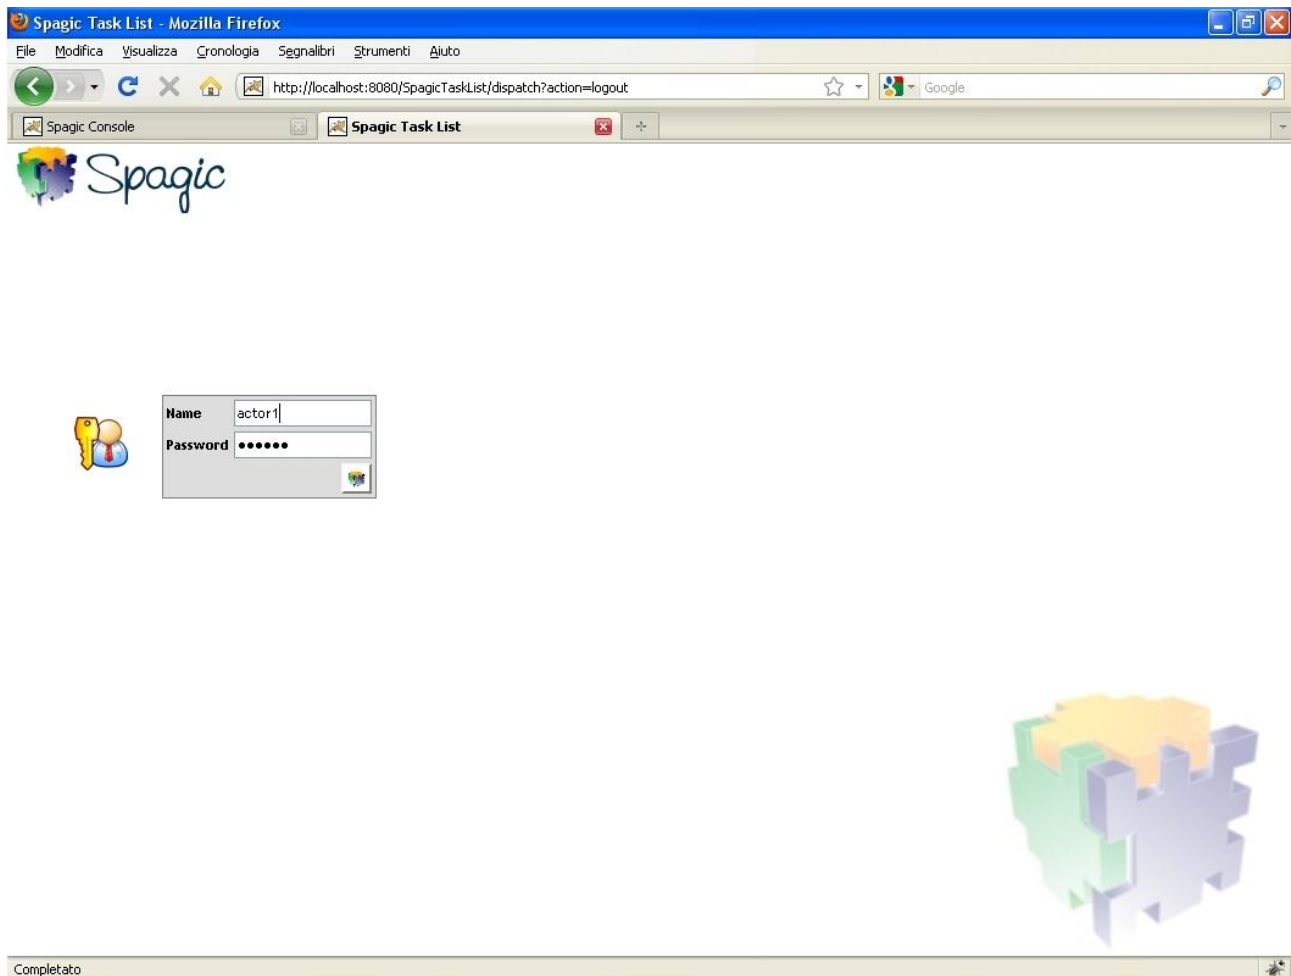 Spagic Task List - Mozilla Firefox
File Modifica Visualizza Cronologia Segnalibri Strumenti Aiuto
http://localhost:8080/SpagicTaskList/dispatch?action=logout Google
Spagic Console Spagic Task List
Spagic
Name actor1
Password ●●●●●●
Completato